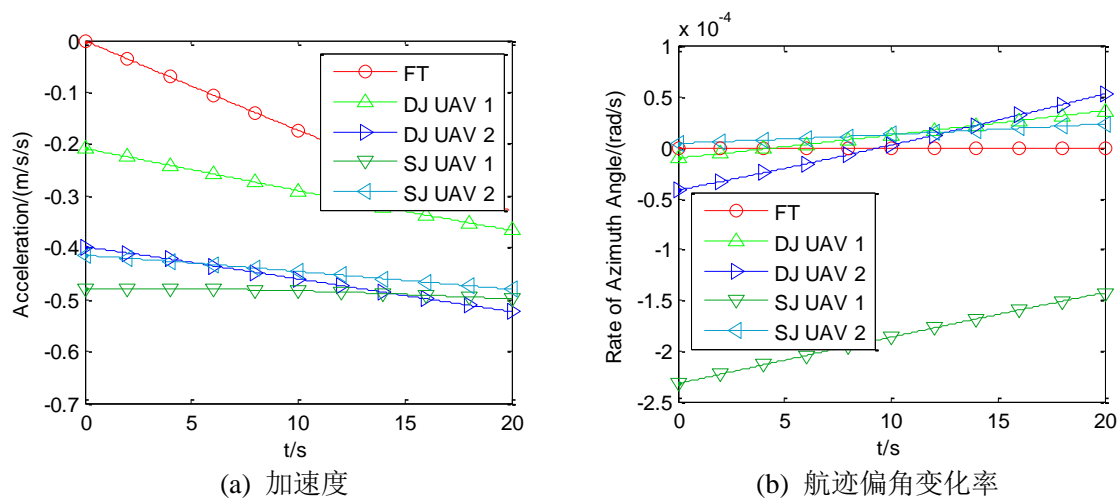 0
-0.1
-0.2
-0.3
-0.4
-0.5
-0.6
-0.7
Acceleration/(m/s/s)
FT
DJ UAV 1
DJ UAV 2
SJ UAV 1
SJ UAV 2
0 5 10 15 20
t/s
(a) 加速度
x 10^-4
1
0.5
0
-0.5
-1
-1.5
-2
-2.5
Rate of Azimuth Angle/(rad/s)
FT
DJ UAV 1
DJ UAV 2
SJ UAV 1
SJ UAV 2
0 5 10 15 20
t/s
(b) 航迹偏角变化率